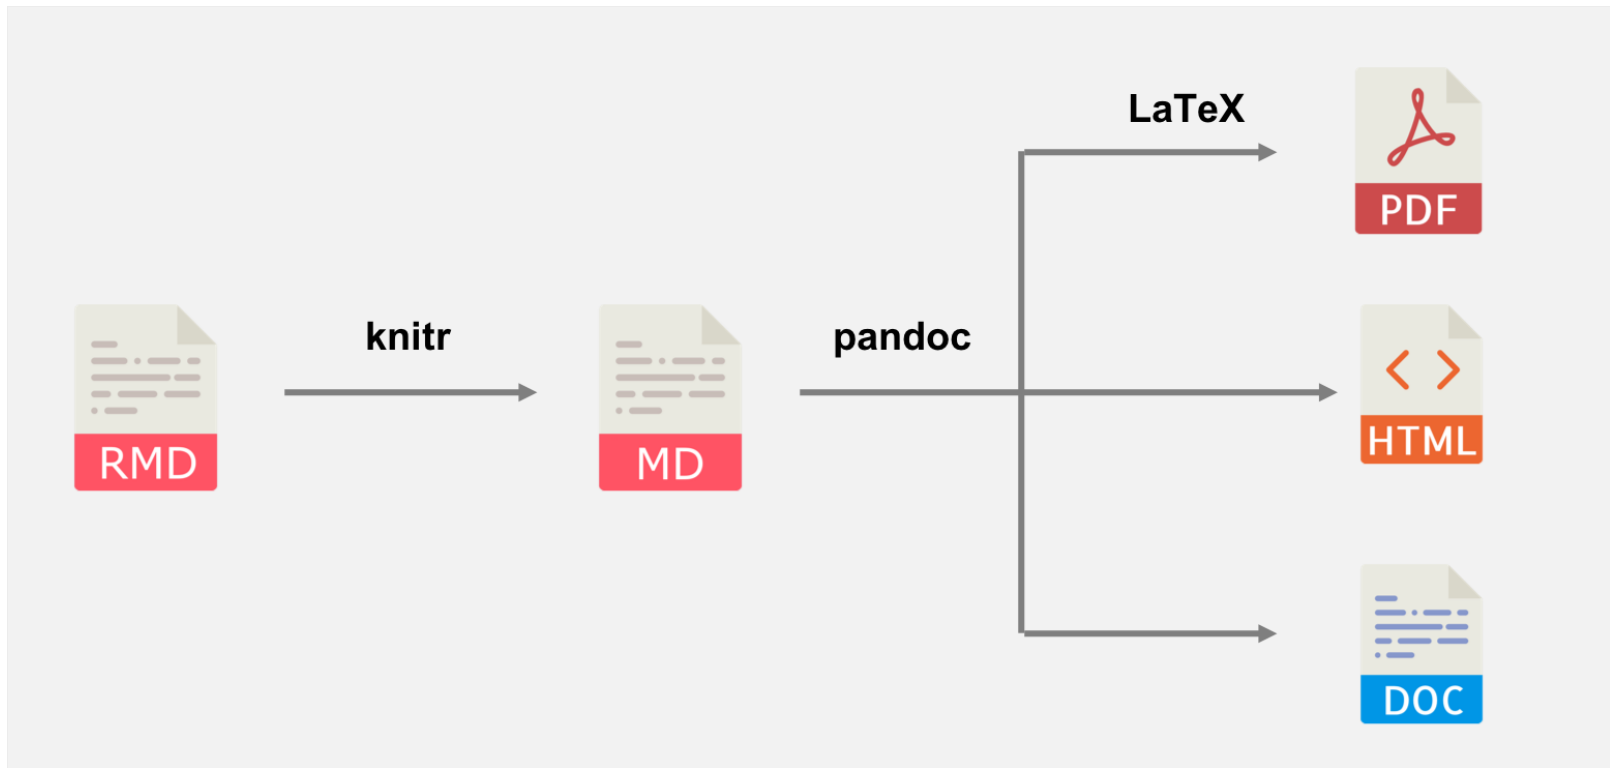 LaTeX
PDF
knitr
pandoc
RMD
MD
HTML
DOC